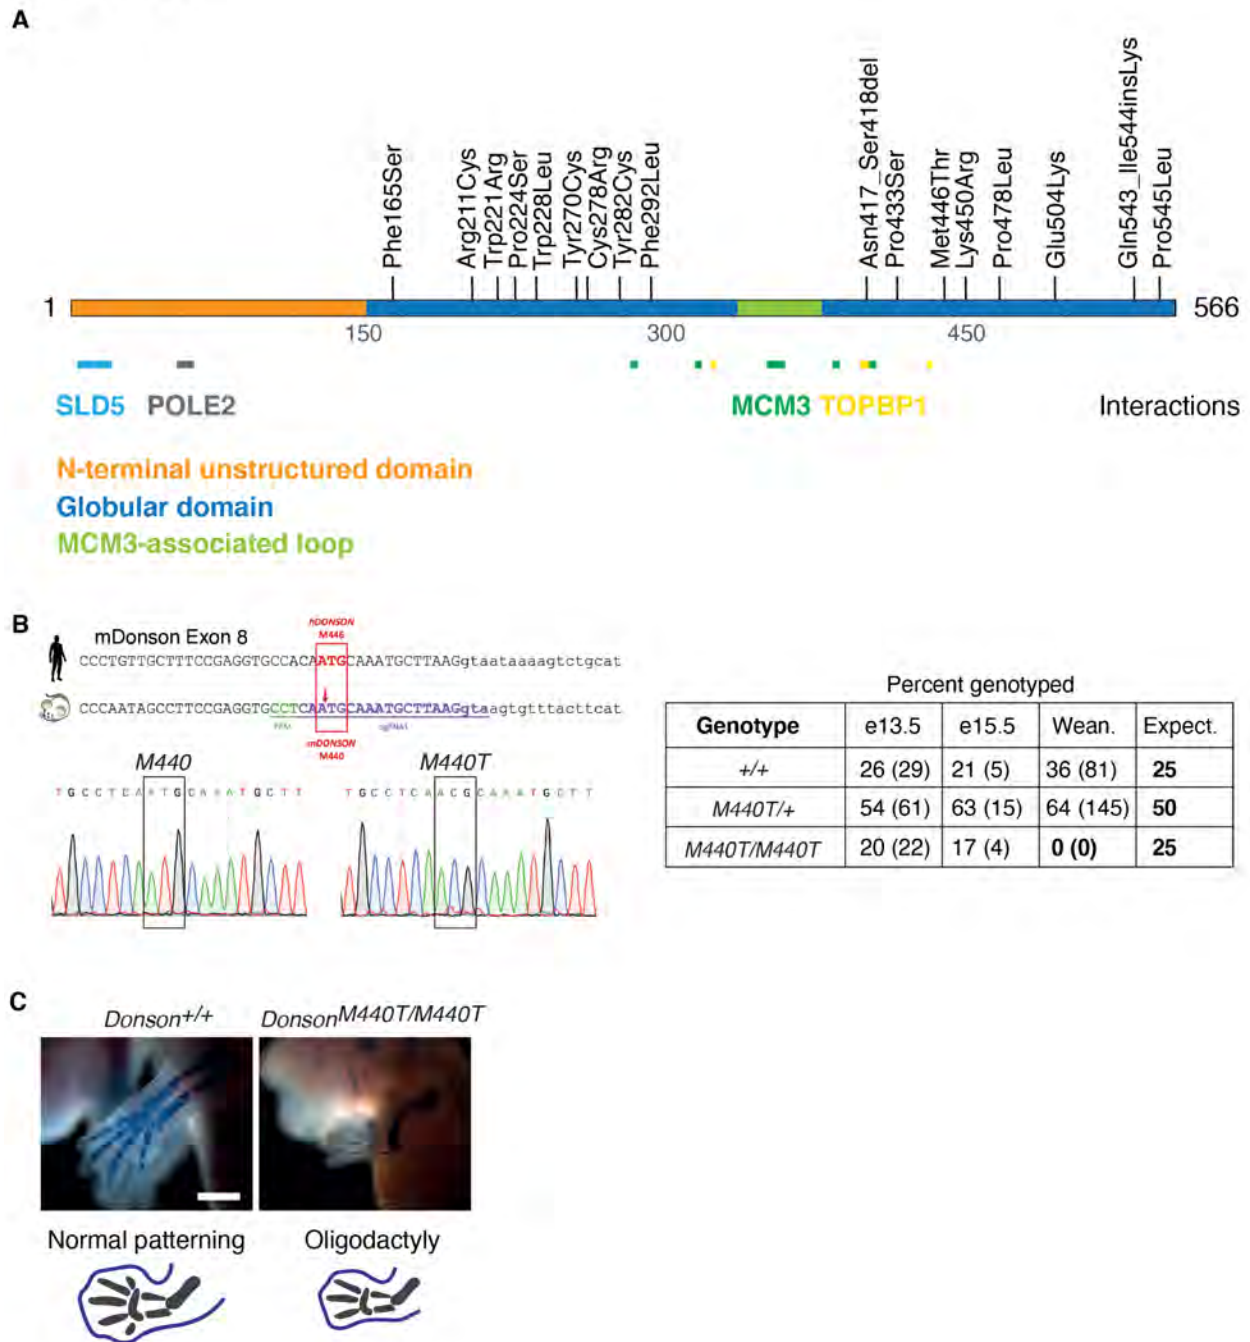 A
Phe165Ser
Arg211Cys
Trp221Arg
Pro224Ser
Trp228Leu
Tyr270Cys
Cys278Arg
Tyr282Cys
Phe292Leu
Asn417_Ser418del
Pro433Ser
Met446Thr
Lys450Arg
Pro478Leu
Glu504Lys
Gln543_Ile544insLys
Pro545Leu
1 566
150 300 450
SLD5 POLE2 MCM3 TOPBP1 Interactions
N-terminal unstructured domain
Globular domain
MCM3-associated loop
B
mDonson Exon 8
hDONSON
M446
CCCTGTTGCTTTCCGAGGTGCCACAATGCAAATGCTTAAGgtaataaaagtctgcat
CCCAATAGCCTTCCGAGGTGCCTCAATGCAAATGCTTAAGgtaagtgtttacttcat
mDONSON
M440
M440 M440T
TGCCTCAATGCAAATGCTT TGCCTCAACGCAAATGCTT
Percent genotyped
Genotype e13.5 e15.5 Wean. Expect.
+/+ 26 (29) 21 (5) 36 (81) 25
M440T/+ 54 (61) 63 (15) 64 (145) 50
M440T/M440T 20 (22) 17 (4) 0 (0) 25
C
Donson+/+ DonsonM440T/M440T
Normal patterning Oligodactyly